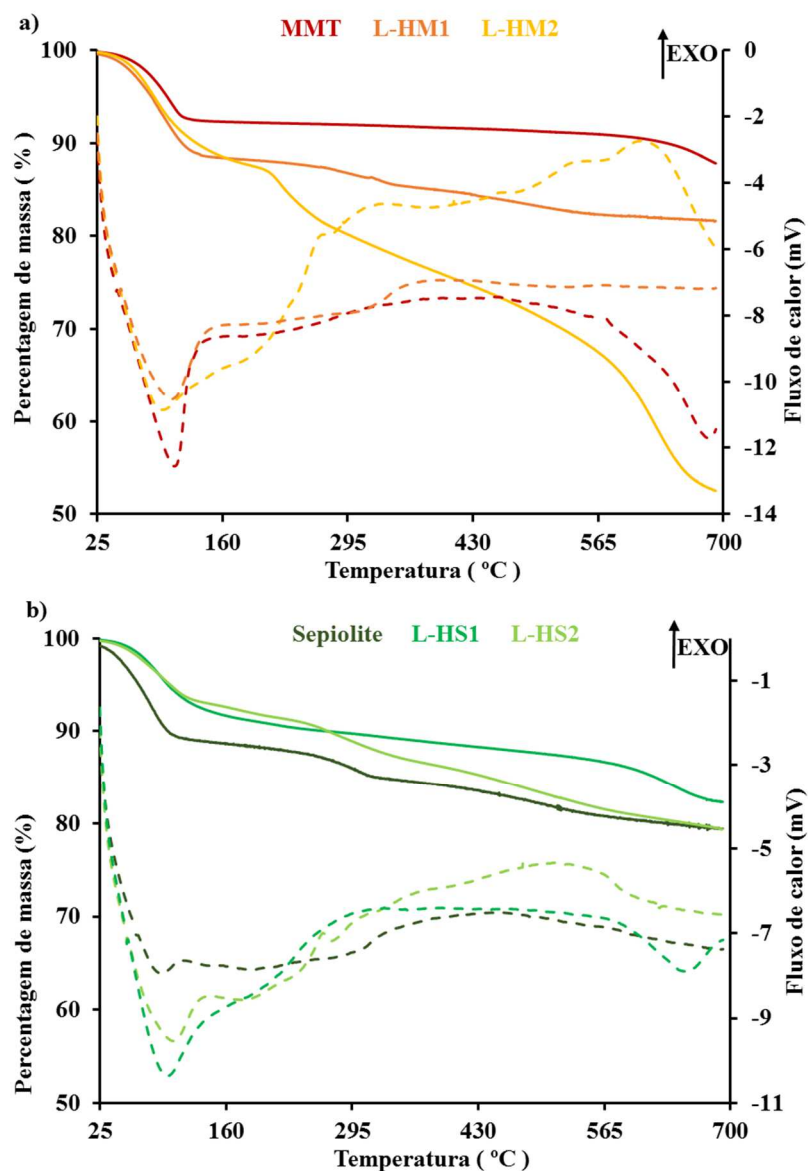 a)
MMT L-HM1 L-HM2
EXO
Percentagem de massa ( % )
100
90
80
70
60
50
0
-2
-4
-6
-8
-10
-12
-14
Fluxo de calor (mV)
25 160 295 430 565 700
Temperatura ( ºC )
b)
Sepiolite L-HS1 L-HS2
EXO
Percentagem de massa (%)
100
90
80
70
60
50
-1
-3
-5
-7
-9
-11
Fluxo de calor (mV)
25 160 295 430 565 700
Temperatura ( ºC )